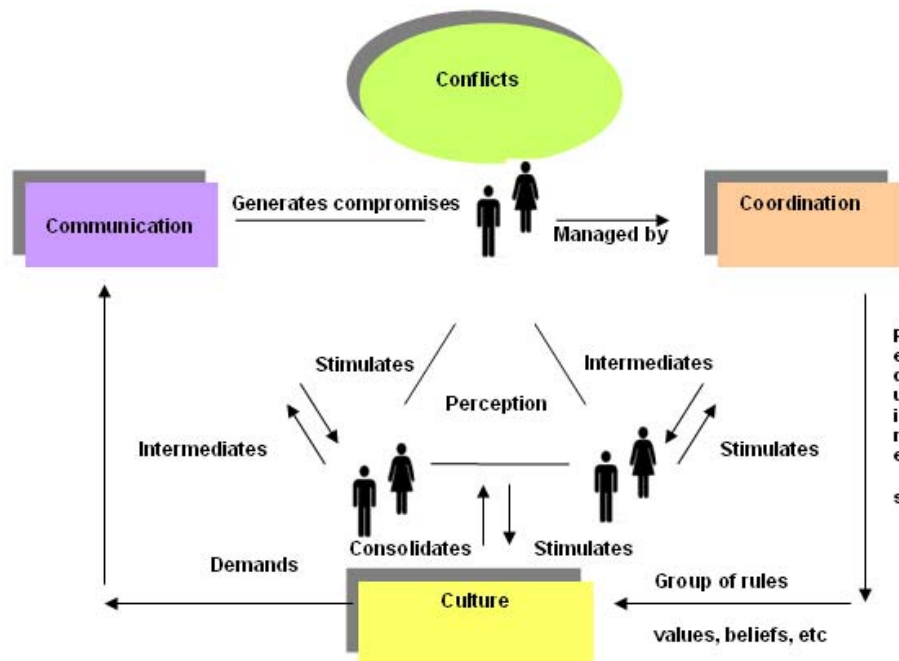 Conflicts
Communication
Generates compromises
Managed by
Coordination
Stimulates
Intermediates
Perception
Intermediates
Stimulates
Requires
Consolidates
Stimulates
Demands
Culture
Group of rules
values, beliefs, etc